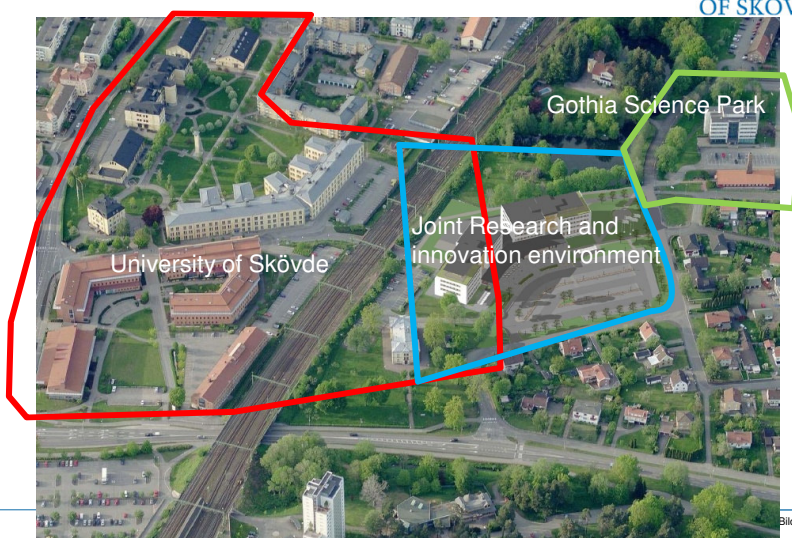 OF SKÖV
Gothia Science Park
Joint Research and
innovation environment
University of Skövde
Bild